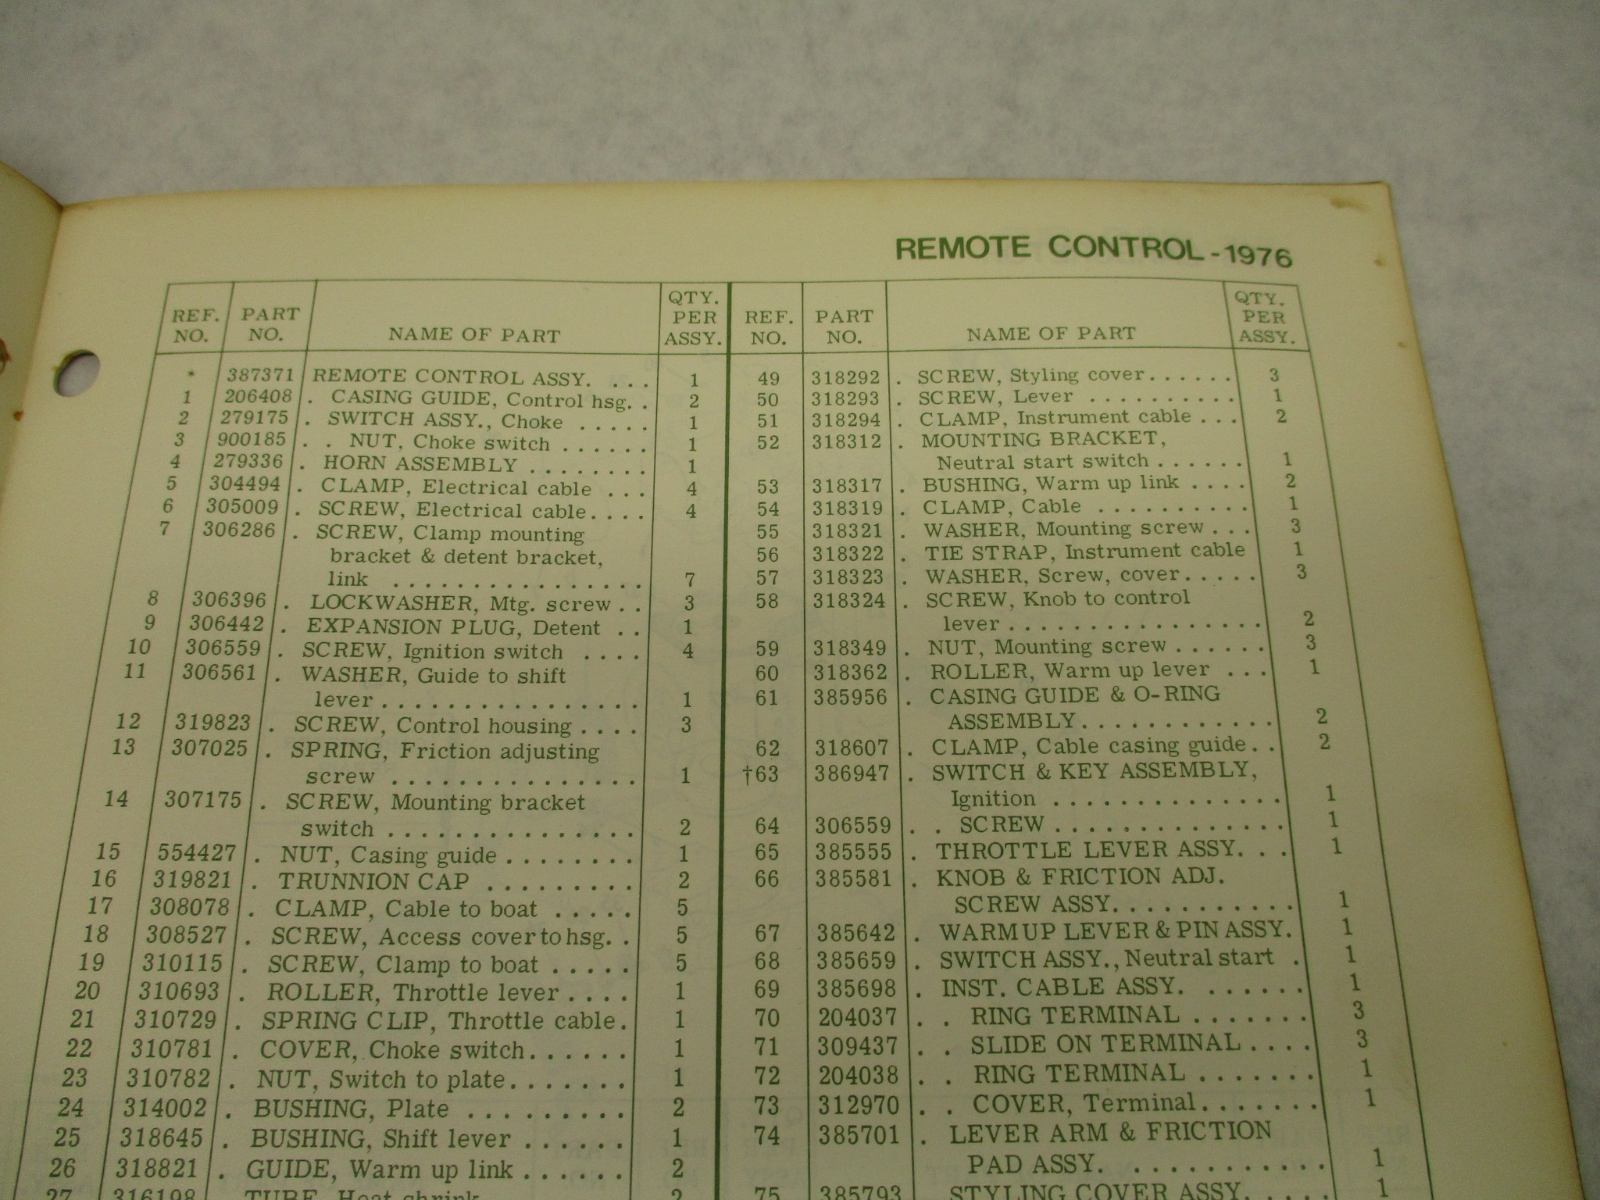 REMOTE CONTROL - 1976
REF. NO. PART NO. NAME OF PART QTY. PER ASSY.
* 387371 REMOTE CONTROL ASSY. . . . 1
1 206408 . CASING GUIDE, Control hsg. . 2
2 279175 . SWITCH ASSY., Choke . . . . . 1
3 900185 . . NUT, Choke switch . . . . . . 1
4 279336 . HORN ASSEMBLY . . . . . . . . 1
5 304494 . CLAMP, Electrical cable . . . 4
6 305009 . SCREW, Electrical cable. . . . 4
7 306286 . SCREW, Clamp mounting
bracket & detent bracket,
link . . . . . . . . . . . . . . . . 7
8 306396 . LOCKWASHER, Mtg. screw . . 3
9 306442 . EXPANSION PLUG, Detent . . 1
10 306559 . SCREW, Ignition switch . . . . 4
11 306561 . WASHER, Guide to shift
lever . . . . . . . . . . . . . . . . 1
12 319823 . SCREW, Control housing . . . . 3
13 307025 . SPRING, Friction adjusting
screw . . . . . . . . . . . . . . . 1
14 307175 . SCREW, Mounting bracket
switch . . . . . . . . . . . . . . . 2
15 554427 . NUT, Casing guide . . . . . . . . 1
16 319821 . TRUNNION CAP . . . . . . . . . 2
17 308078 . CLAMP, Cable to boat . . . . . 5
18 308527 . SCREW, Access cover to hsg. . 5
19 310115 . SCREW, Clamp to boat . . . . . 5
20 310693 . ROLLER, Throttle lever . . . . 1
21 310729 . SPRING CLIP, Throttle cable. 1
22 310781 . COVER, Choke switch. . . . . . 1
23 310782 . NUT, Switch to plate. . . . . . . 1
24 314002 . BUSHING, Plate . . . . . . . . . 2
25 318645 . BUSHING, Shift lever . . . . . . 1
26 318821 . GUIDE, Warm up link . . . . . . 2
27 316198 . TUBE, Heat shrink 2
REF. NO. PART NO. NAME OF PART QTY. PER ASSY.
49 318292 . SCREW, Styling cover . . . . . . 3
50 318293 . SCREW, Lever . . . . . . . . . . 1
51 318294 . CLAMP, Instrument cable . . . 2
52 318312 . MOUNTING BRACKET,
Neutral start switch . . . . . . 1
53 318317 . BUSHING, Warm up link . . . . 2
54 318319 . CLAMP, Cable . . . . . . . . . . 1
55 318321 . WASHER, Mounting screw . . . 3
56 318322 . TIE STRAP, Instrument cable 1
57 318323 . WASHER, Screw, cover . . . . . 3
58 318324 . SCREW, Knob to control
lever . . . . . . . . . . . . . . . . 2
59 318349 . NUT, Mounting screw . . . . . . 3
60 318362 . ROLLER, Warm up lever . . . 1
61 385956 . CASING GUIDE & O-RING
ASSEMBLY. . . . . . . . . . . . . 2
62 318607 . CLAMP, Cable casing guide. . 2
†63 386947 . SWITCH & KEY ASSEMBLY,
Ignition . . . . . . . . . . . . . . 1
64 306559 . . SCREW . . . . . . . . . . . . . . 1
65 385555 . THROTTLE LEVER ASSY. . . 1
66 385581 . KNOB & FRICTION ADJ.
SCREW ASSY. . . . . . . . . . . 1
67 385642 . WARM UP LEVER & PIN ASSY. 1
68 385659 . SWITCH ASSY., Neutral start . 1
69 385698 . INST. CABLE ASSY. . . . . . . 1
70 204037 . . RING TERMINAL . . . . . . . 3
71 309437 . . SLIDE ON TERMINAL . . . . 3
72 204038 . . RING TERMINAL . . . . . . . 1
73 312970 . . COVER, Terminal. . . . . . . 1
74 385701 . LEVER ARM & FRICTION
PAD ASSY. . . . . . . . . . . . 1
75 385793 . STYLING COVER ASSY. . . . . 1